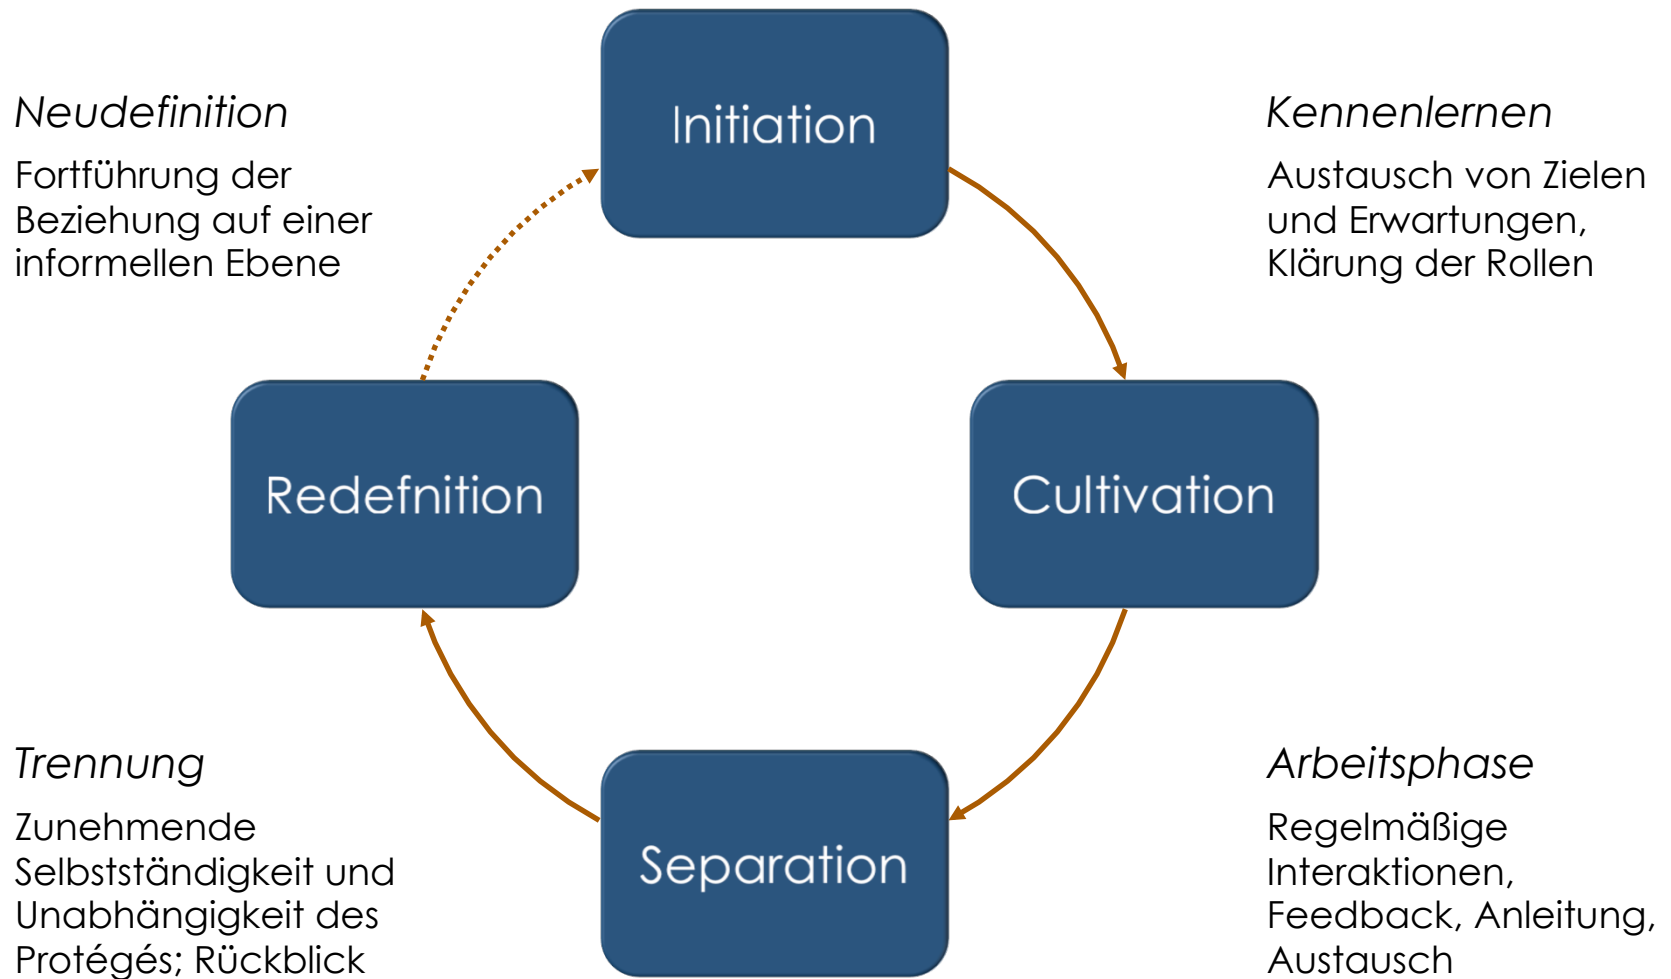 Initiation
Kennenlernen
Austausch von Zielen
und Erwartungen,
Klärung der Rollen
Cultivation
Arbeitsphase
Regelmäßige
Interaktionen,
Feedback, Anleitung,
Austausch
Separation
Trennung
Zunehmende
Selbstständigkeit und
Unabhängigkeit des
Protégés; Rückblick
Redefnition
Neudefinition
Fortführung der
Beziehung auf einer
informellen Ebene